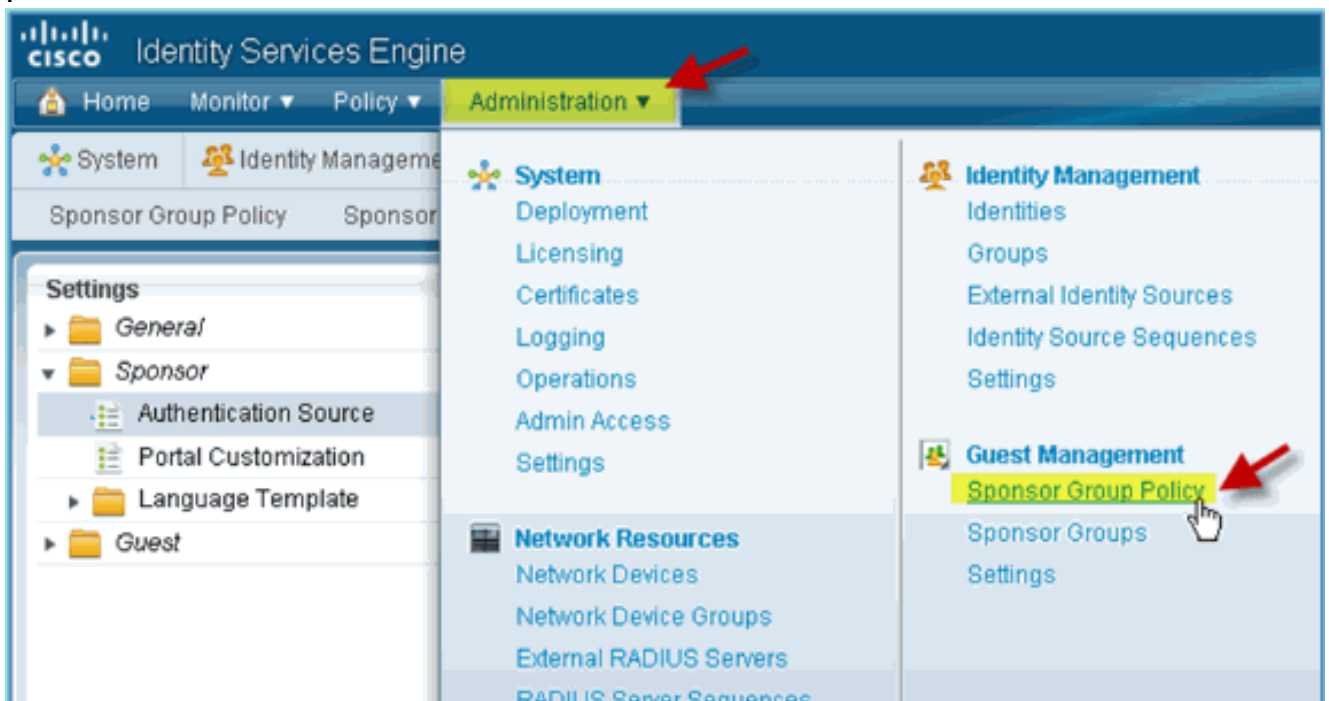 cisco Identity Services Engine
Home Monitor ▼ Policy ▼ Administration ▼
System Identity Manageme
Sponsor Group Policy Sponsor
Settings
General
Sponsor
Authentication Source
Portal Customization
Language Template
Guest
System
Deployment
Licensing
Certificates
Logging
Operations
Admin Access
Settings
Network Resources
Network Devices
Network Device Groups
External RADIUS Servers
RADIUS Server Sequences
Identity Management
Identities
Groups
External Identity Sources
Identity Source Sequences
Settings
Guest Management
Sponsor Group Policy
Sponsor Groups
Settings